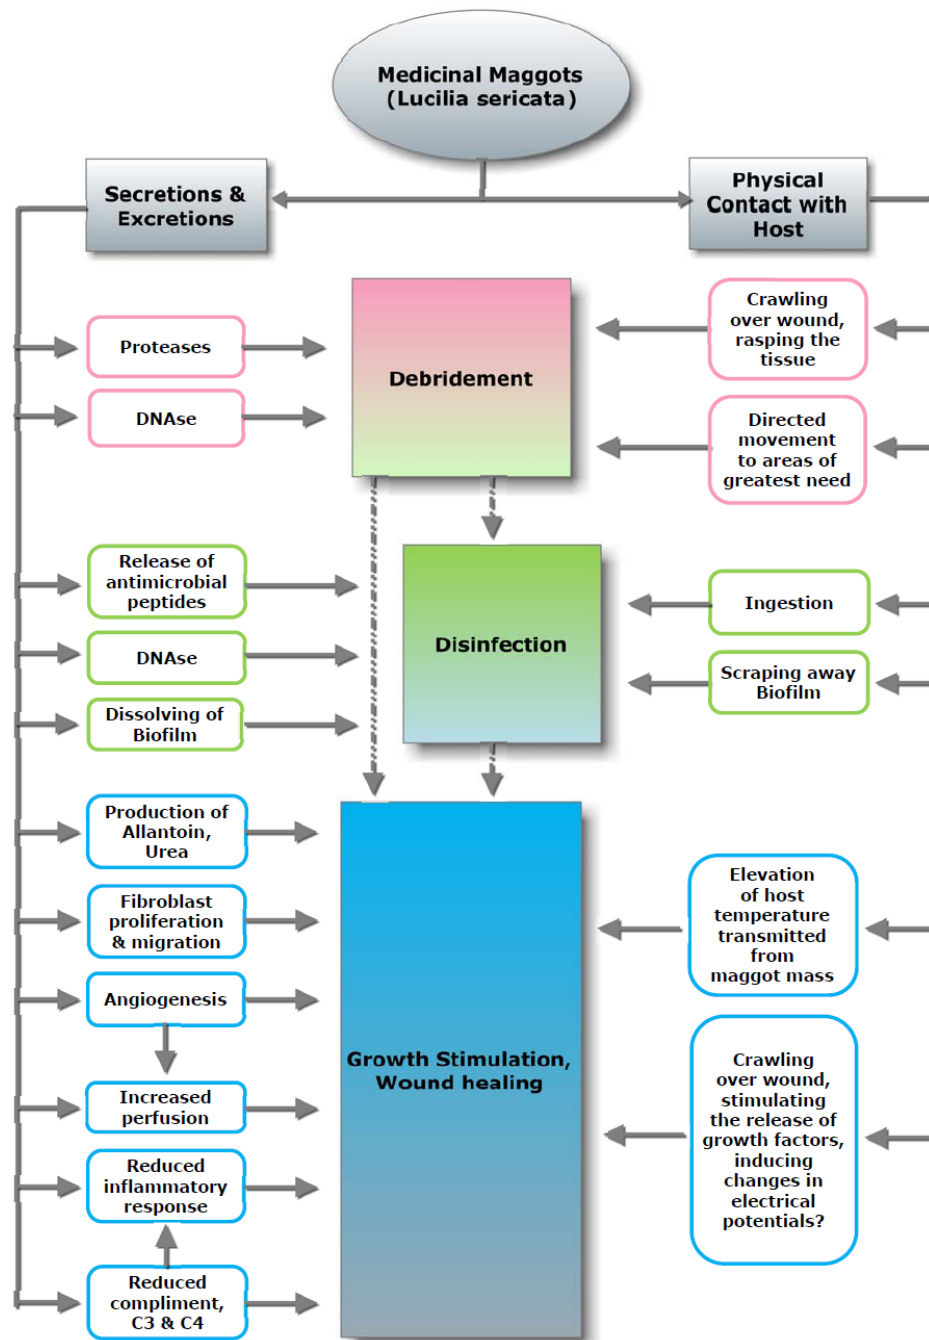 Medicinal Maggots
(Lucilia sericata)
Secretions &
Excretions
Physical
Contact with
Host
Proteases
DNAse
Debridement
Crawling
over wound,
rasping the
tissue
Directed
movement
to areas of
greatest need
Release of
antimicrobial
peptides
DNAse
Dissolving of
Biofilm
Disinfection
Ingestion
Scraping away
Biofilm
Production of
Allantoin,
Urea
Fibroblast
proliferation
& migration
Angiogenesis
Increased
perfusion
Reduced
inflammatory
response
Reduced
compliment,
C3 & C4
Growth Stimulation,
Wound healing
Elevation
of host
temperature
transmitted
from
maggot mass
Crawling
over wound,
stimulating
the release of
growth factors,
inducing
changes in
electrical
potentials?